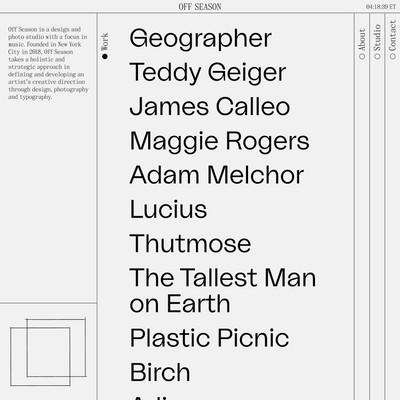 OFF SEASON
04:18:39 ET
Off Season is a design and
photo studio with a focus in
music. Founded in New York
City in 2018, Off Season
takes a holistic and
strategic approach in
defining and developing an
artist's creative direction
through design, photography
and typography.
Work
Geographer
Teddy Geiger
James Calleo
Maggie Rogers
Adam Melchor
Lucius
Thutmose
The Tallest Man
on Earth
Plastic Picnic
Birch
About
Studio
Contact